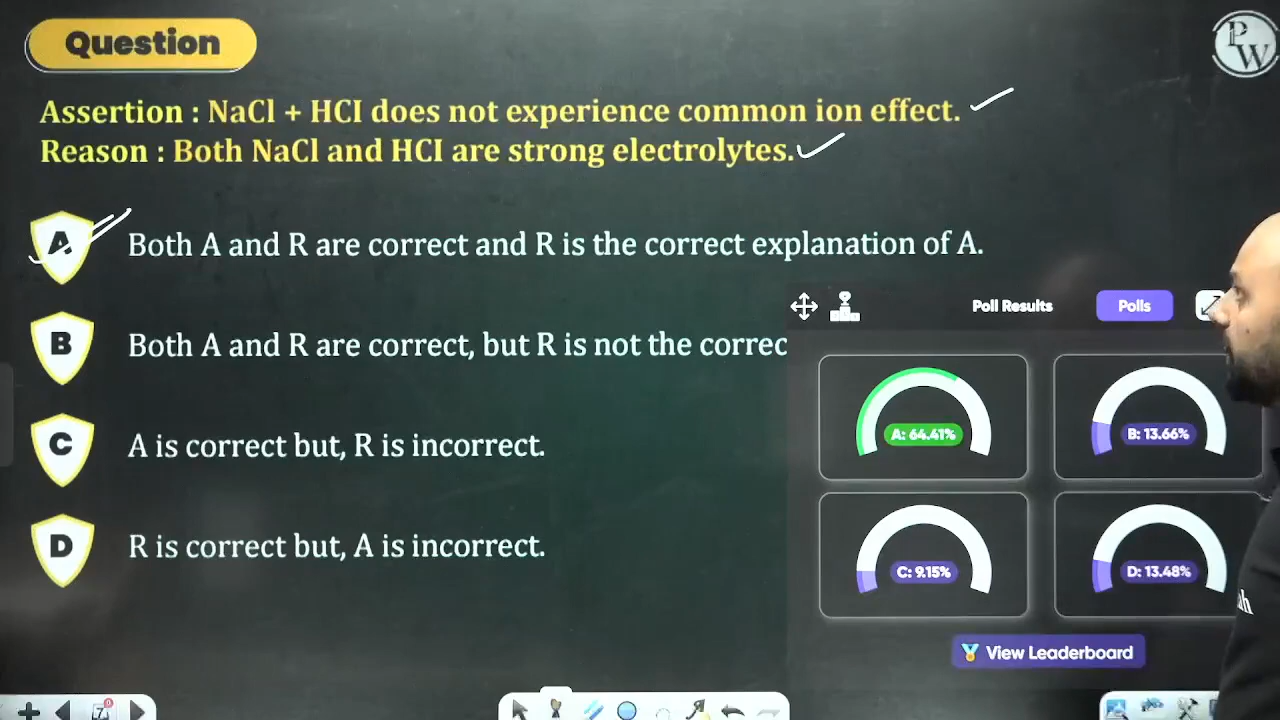 Question
PW
Assertion : NaCl + HCI does not experience common ion effect.
Reason : Both NaCl and HCI are strong electrolytes.
A Both A and R are correct and R is the correct explanation of A.
B Both A and R are correct, but R is not the correc
C A is correct but, R is incorrect.
D R is correct but, A is incorrect.
Poll Results
Polls
A: 64.41%
B: 13.66%
C: 9.15%
D: 13.48%
View Leaderboard